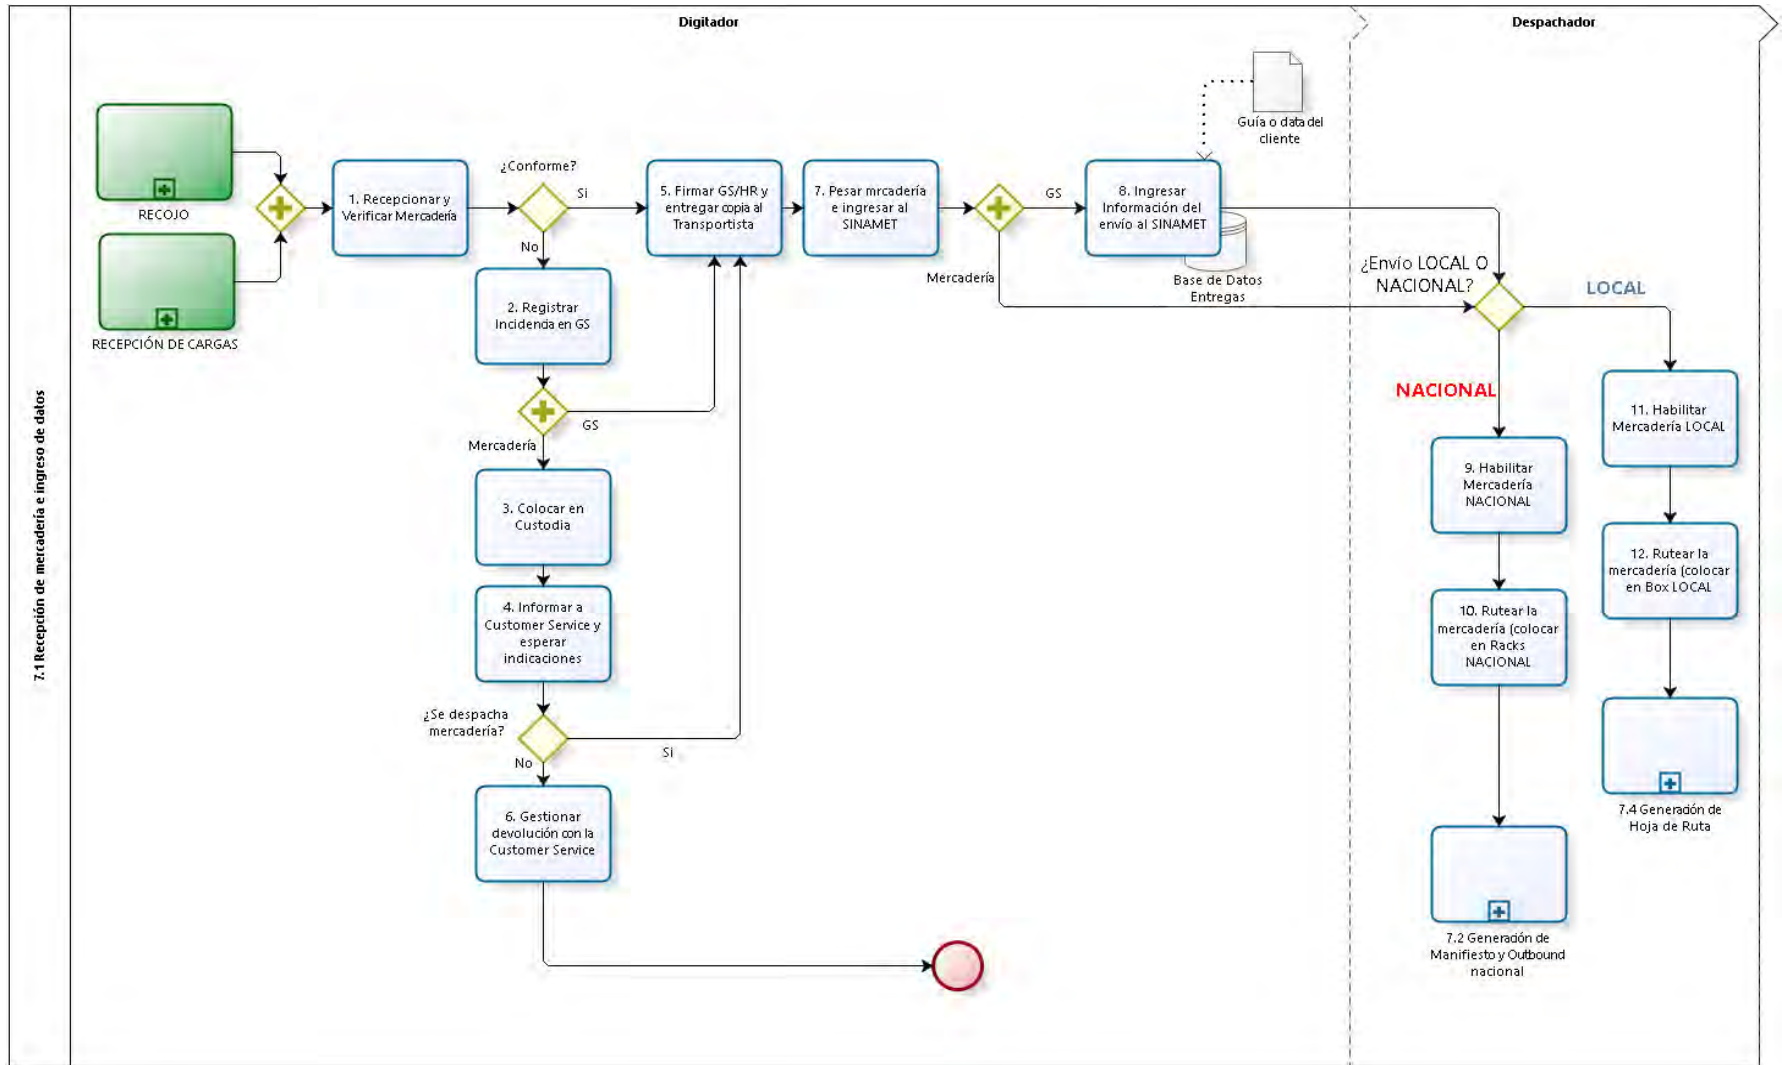 Digitador
Despachador
7.1 Recepción de mercadería e ingreso de datos
RECOJO
RECEPCIÓN DE CARGAS
1. Recepcionar y
Verificar Mercadería
¿Conforme?
Si
No
2. Registrar
Incidencia en GS
GS
Mercadería
3. Colocar en
Custodia
4. Informar a
Customer Service y
esperar
indicaciones
¿Se despacha
mercadería?
Si
No
6. Gestionar
devolución con la
Customer Service
5. Firmar GS/HR y
entregar copia al
Transportista
7. Pesar mrcadería
e ingresar al
SINAMET
GS
Mercadería
8. Ingresar
Información del
envío al SINAMET
Guía o data del
cliente
Base de Datos
Entregas
¿Envío LOCAL O
NACIONAL?
LOCAL
NACIONAL
9. Habilitar
Mercadería
NACIONAL
10. Rutear la
mercadería (colocar
en Racks
NACIONAL
7.2 Generación de
Manifiesto y Outbound
nacional
11. Habilitar
Mercadería LOCAL
12. Rutear la
mercadería (colocar
en Box LOCAL
7.4 Generación de
Hoja de Ruta